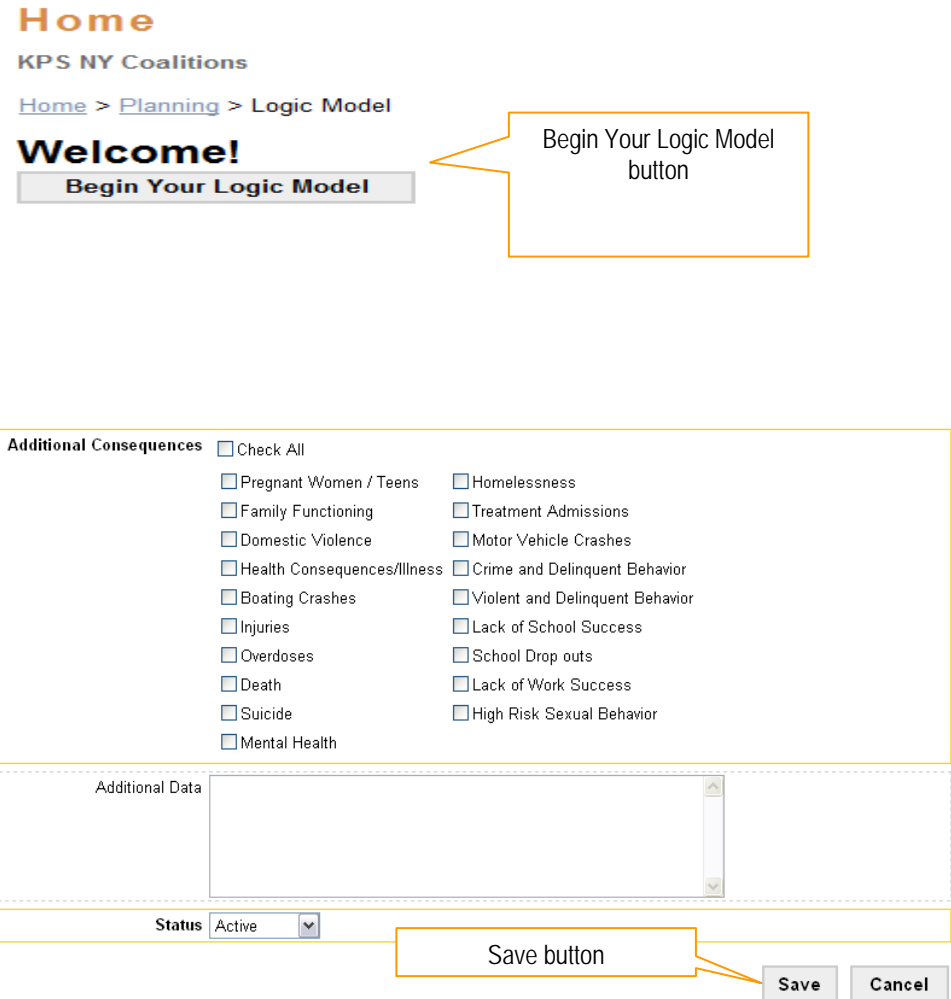 Home
KPS NY Coalitions
Home > Planning > Logic Model
Welcome!
Begin Your Logic Model
Begin Your Logic Model
button
Additional Consequences
Check All
Pregnant Women / Teens Homelessness
Family Functioning Treatment Admissions
Domestic Violence Motor Vehicle Crashes
Health Consequences/Illness Crime and Delinquent Behavior
Boating Crashes Violent and Delinquent Behavior
Injuries Lack of School Success
Overdoses School Drop outs
Death Lack of Work Success
Suicide High Risk Sexual Behavior
Mental Health
Additional Data
Status Active
Save button
Save Cancel